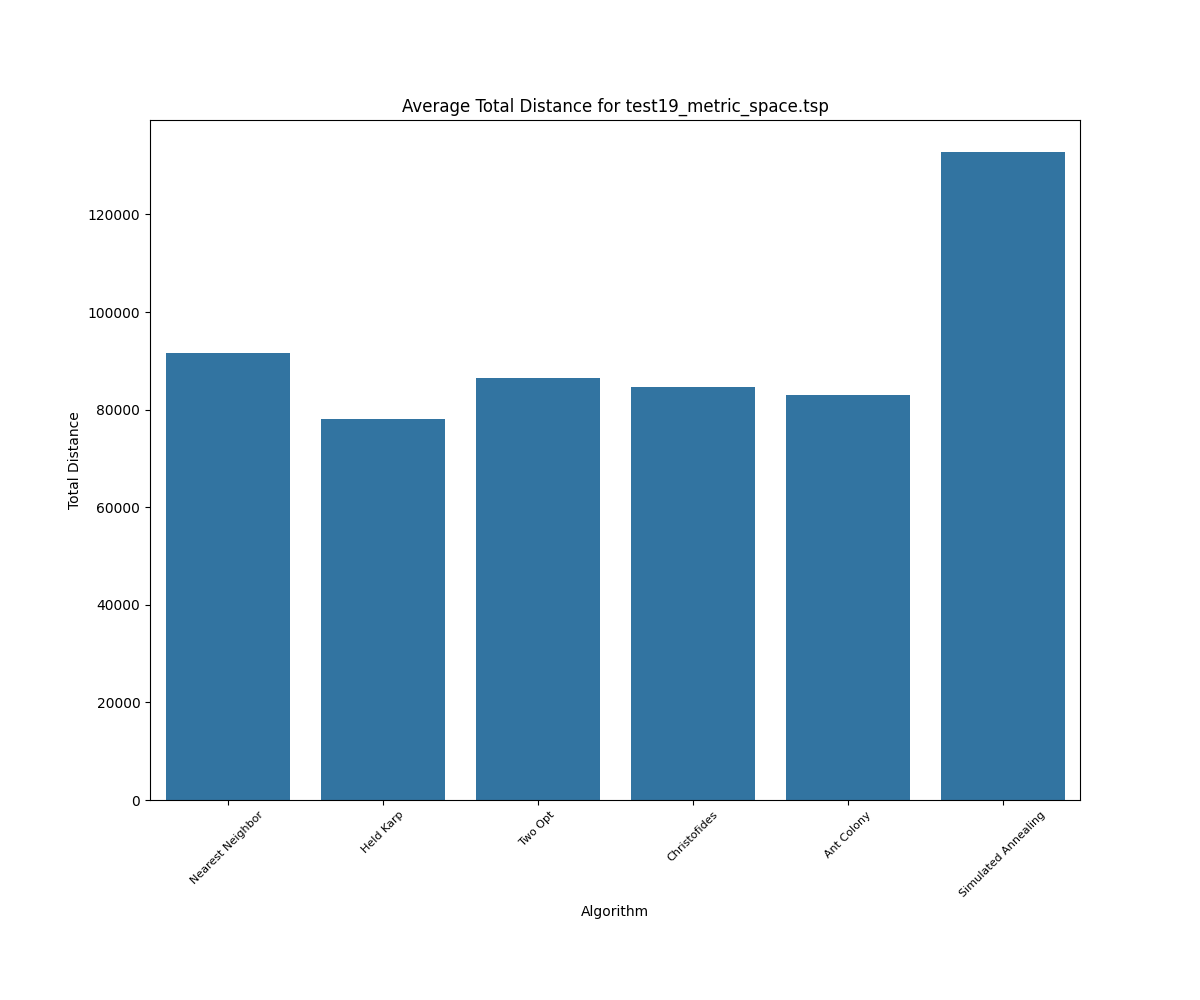 Average Total Distance for test19_metric_space.tsp
120000
100000
80000
60000
40000
20000
0
Total Distance
Nearest Neighbor
Held Karp
Two Opt
Christofides
Ant Colony
Simulated Annealing
Algorithm